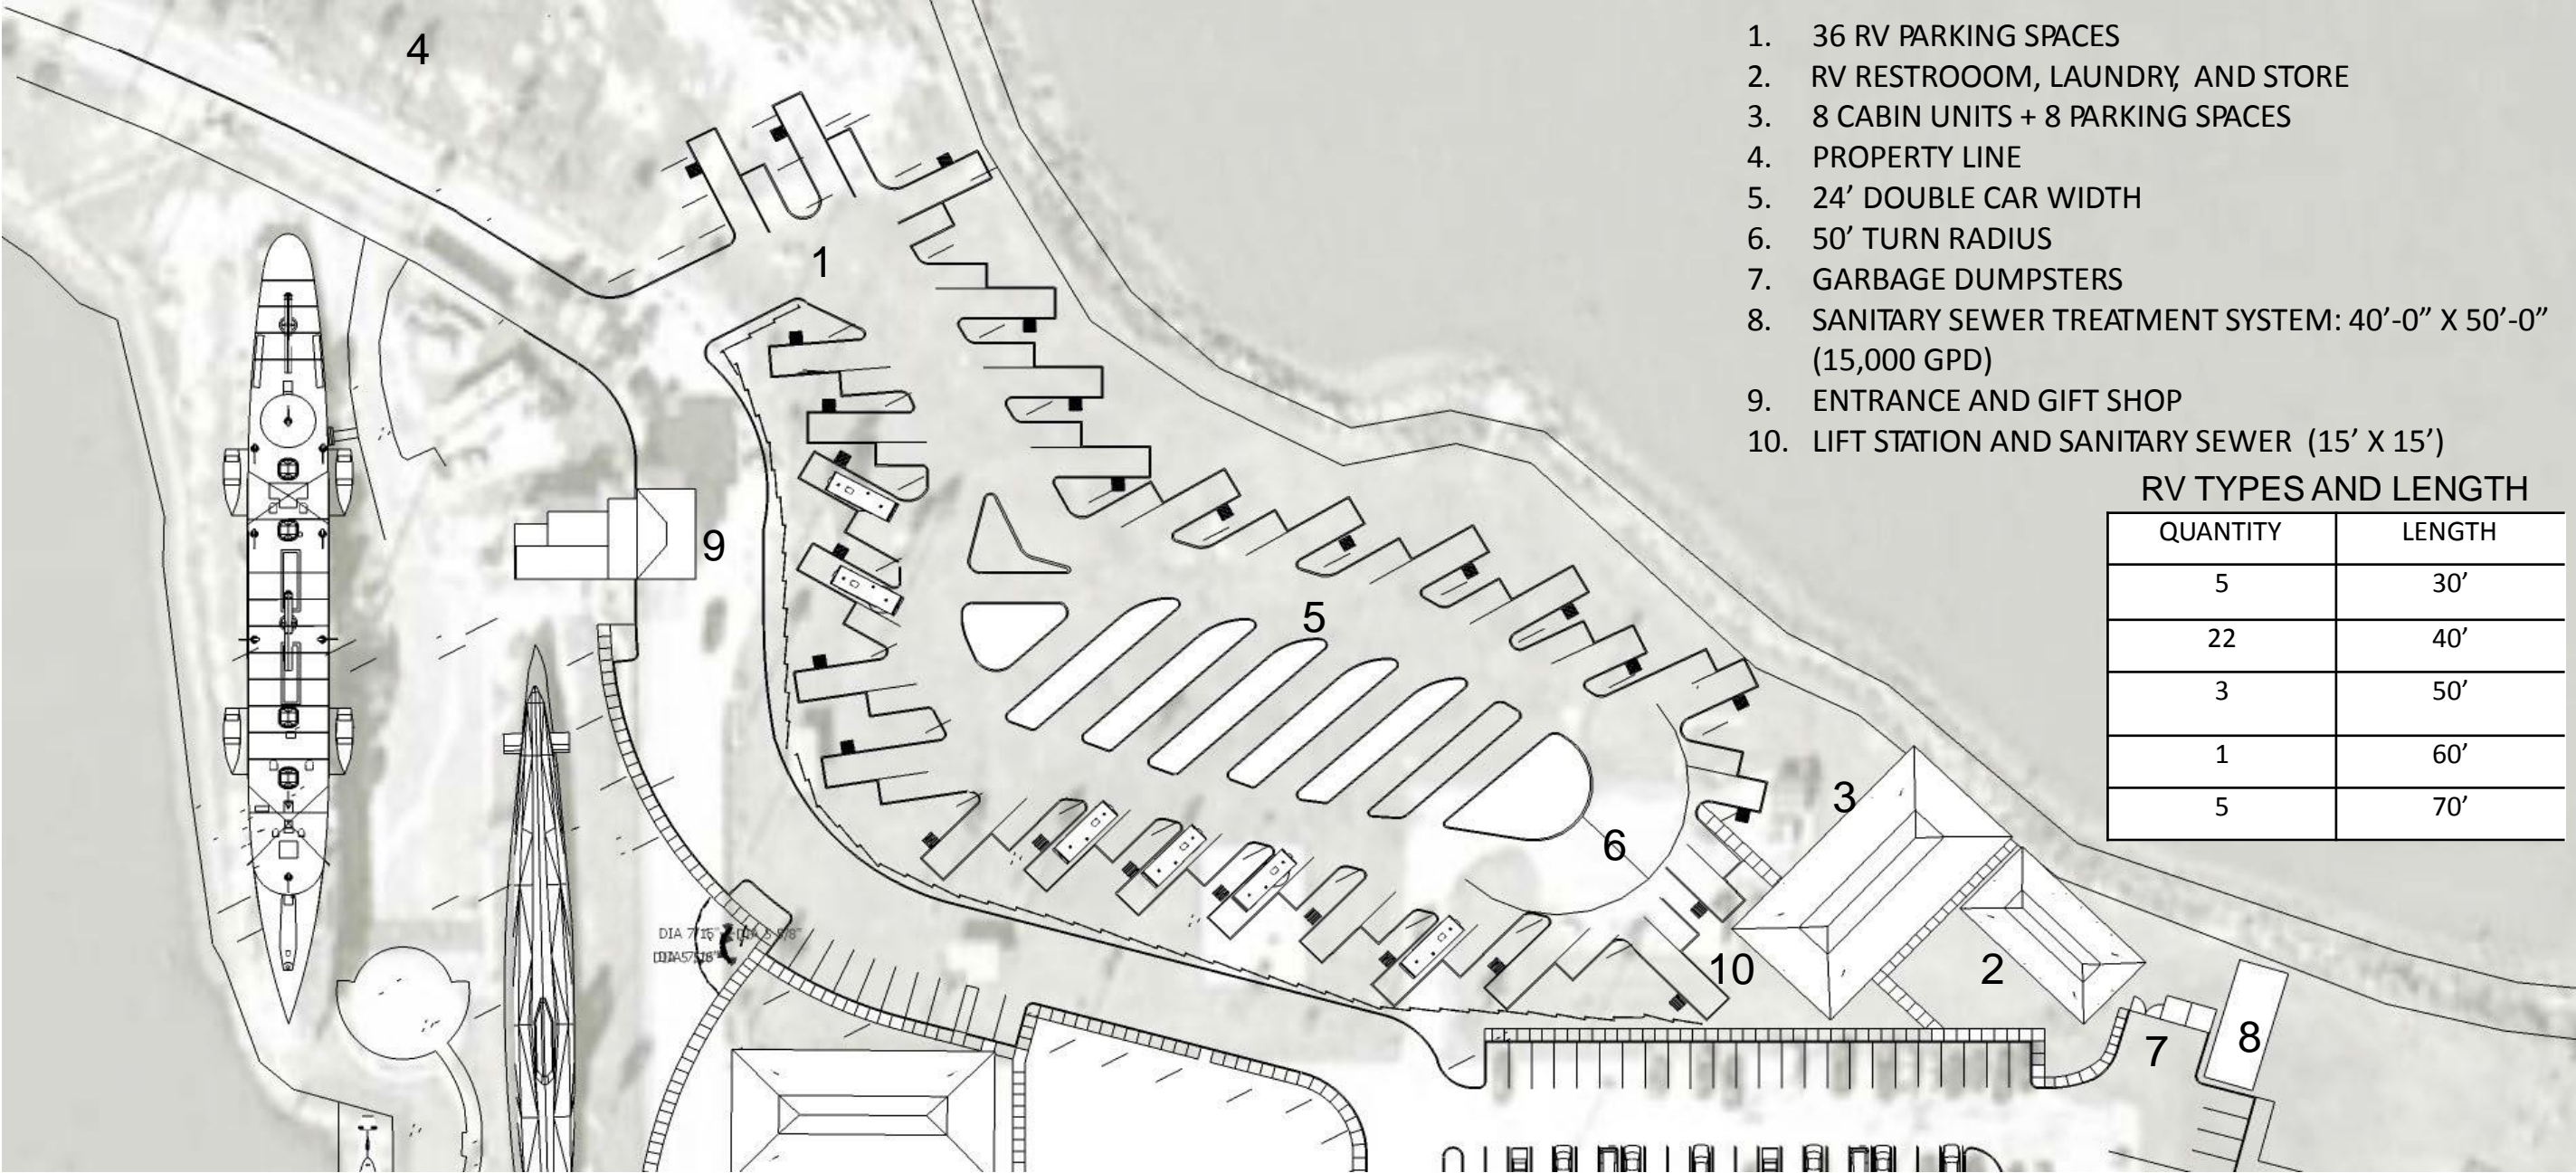 1. 36 RV PARKING SPACES
2. RV RESTROOOM, LAUNDRY, AND STORE
3. 8 CABIN UNITS + 8 PARKING SPACES
4. PROPERTY LINE
5. 24’ DOUBLE CAR WIDTH
6. 50’ TURN RADIUS
7. GARBAGE DUMPSTERS
8. SANITARY SEWER TREATMENT SYSTEM: 40’-0” X 50’-0”
(15,000 GPD)
9. ENTRANCE AND GIFT SHOP
10. LIFT STATION AND SANITARY SEWER (15’ X 15’)
RV TYPES AND LENGTH
QUANTITY LENGTH
5 30’
22 40’
3 50’
1 60’
5 70’
4
1
9
5
3
6
10
2
7
8
DIA 7/16"